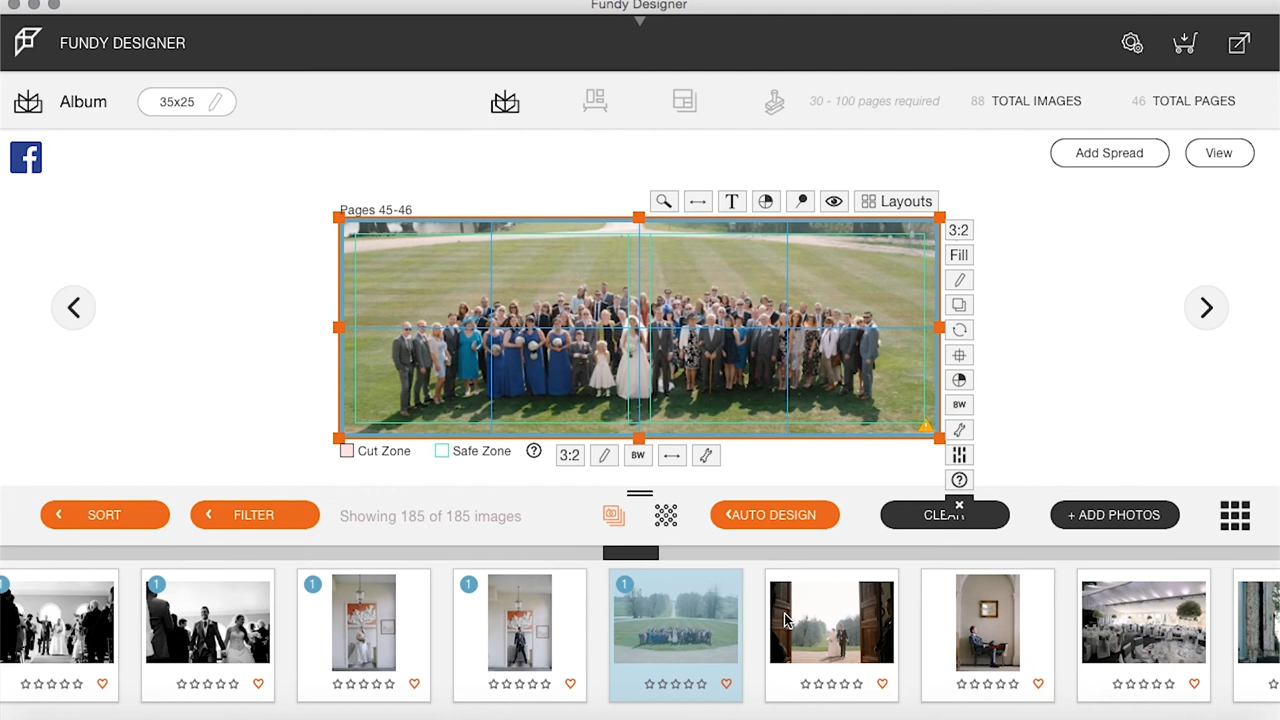 Fundy Designer
FUNDY DESIGNER
Album
35x25
30 - 100 pages required
88 TOTAL IMAGES
46 TOTAL PAGES
Add Spread
View
Pages 45-46
T
Layouts
3:2
Fill
BW
?
Cut Zone
Safe Zone
?
3:2
BW
SORT
FILTER
Showing 185 of 185 images
AUTO DESIGN
+ ADD PHOTOS
1
1
1
1
1